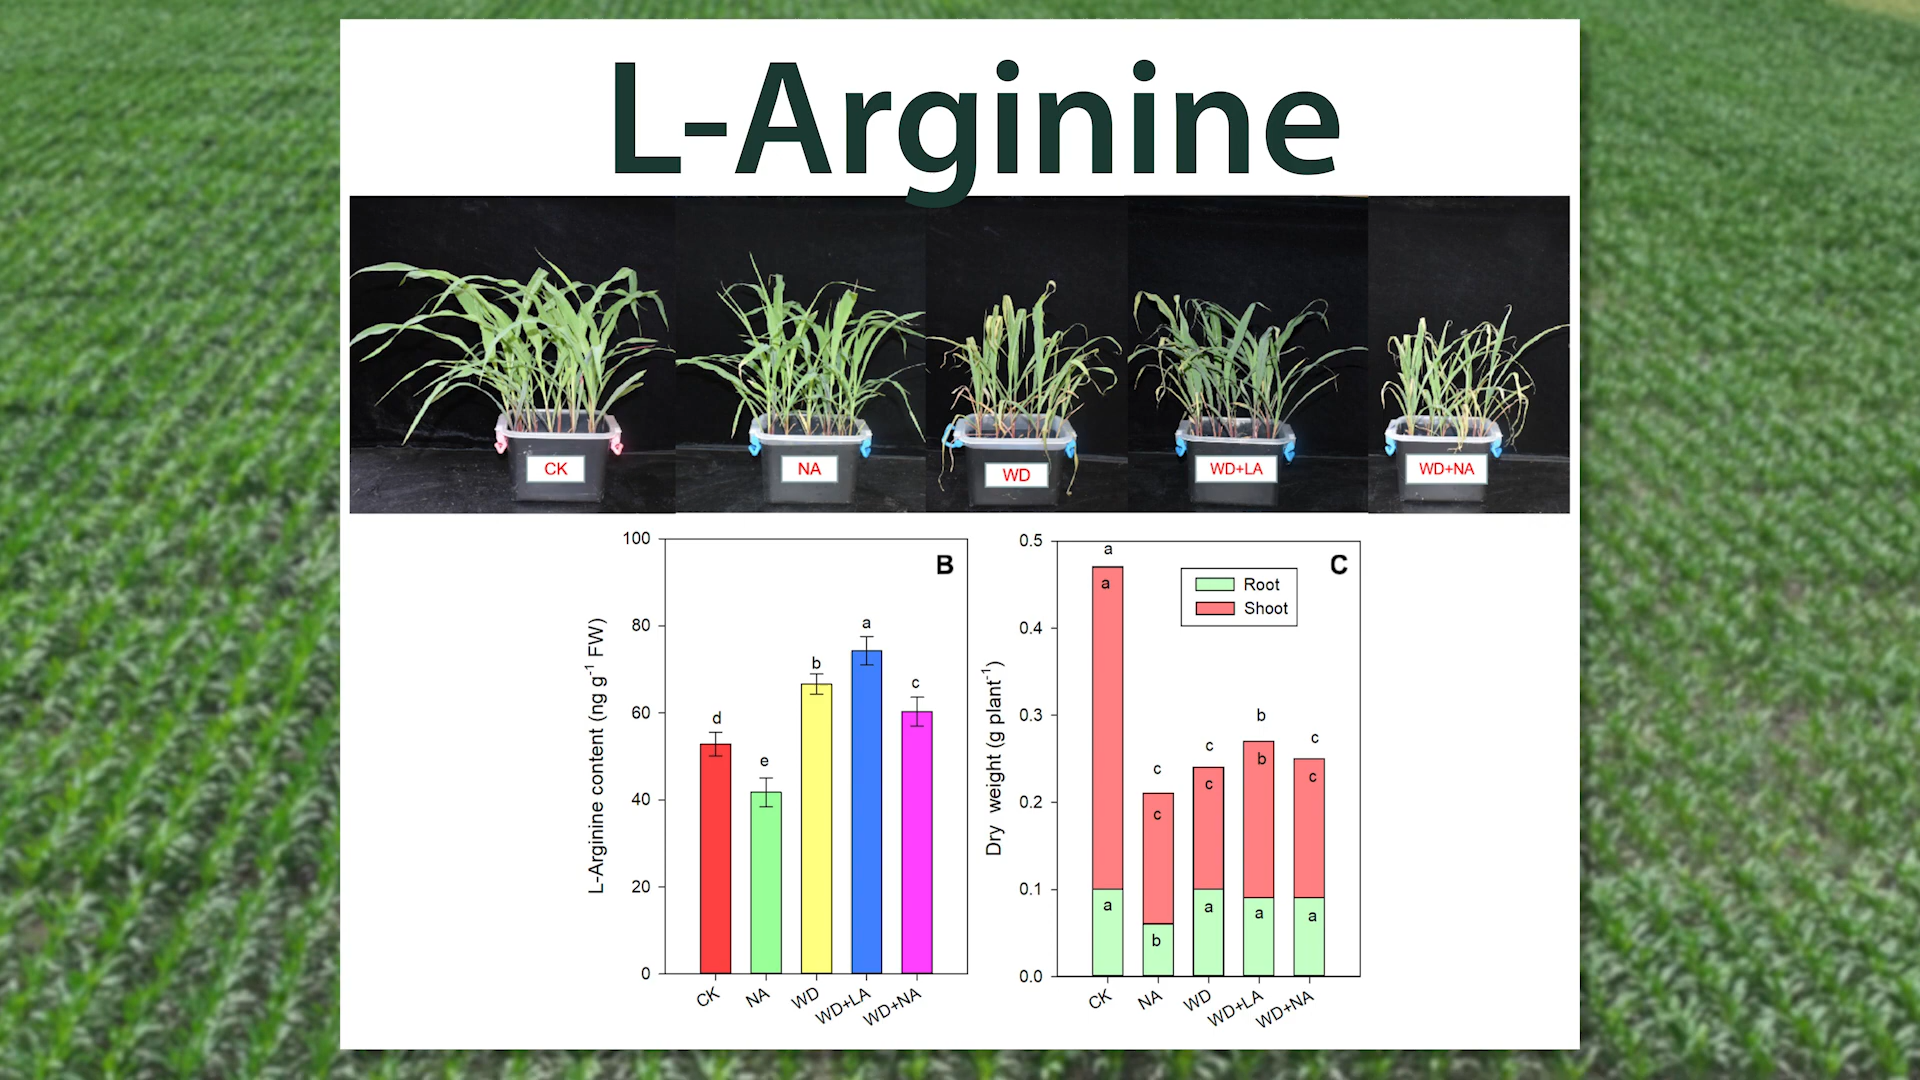 L-Arginine
CK
NA
WD
WD+LA
WD+NA
B
L-Arginine content (ng g⁻¹ FW)
100
80
60
40
20
0
d
e
b
a
c
CK
NA
WD
WD+LA
WD+NA
C
Root
Shoot
Dry weight (g plant⁻¹)
0.5
0.4
0.3
0.2
0.1
0.0
a
a
a
c
c
b
c
c
a
b
b
a
c
c
a
CK
NA
WD
WD+LA
WD+NA